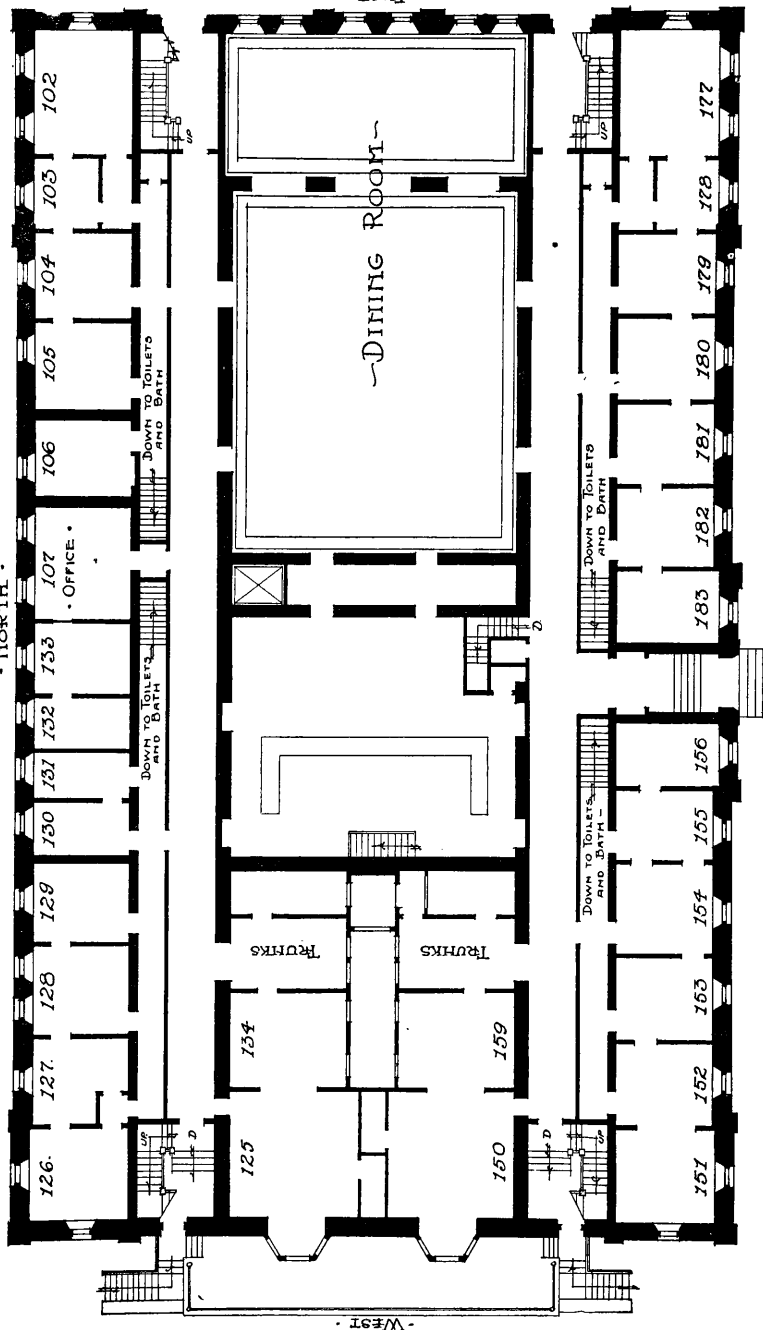 · NORTH ·
102
103
104
105
106
107
· OFFICE ·
133
132
131
130
129
128
127.
126.
UP
DOWN TO TOILETS
AND BATH
DOWN TO TOILETS
AND BATH
UP
D
~DINING ROOM~
D
TRUNKS
TRUNKS
134
159
125
150
UP
DOWN TO TOILETS
AND BATH
DOWN TO TOILETS
AND BATH -
D
UP
177
178
179
180
181
182
183
156
155
154
153
152
151
· WEST ·